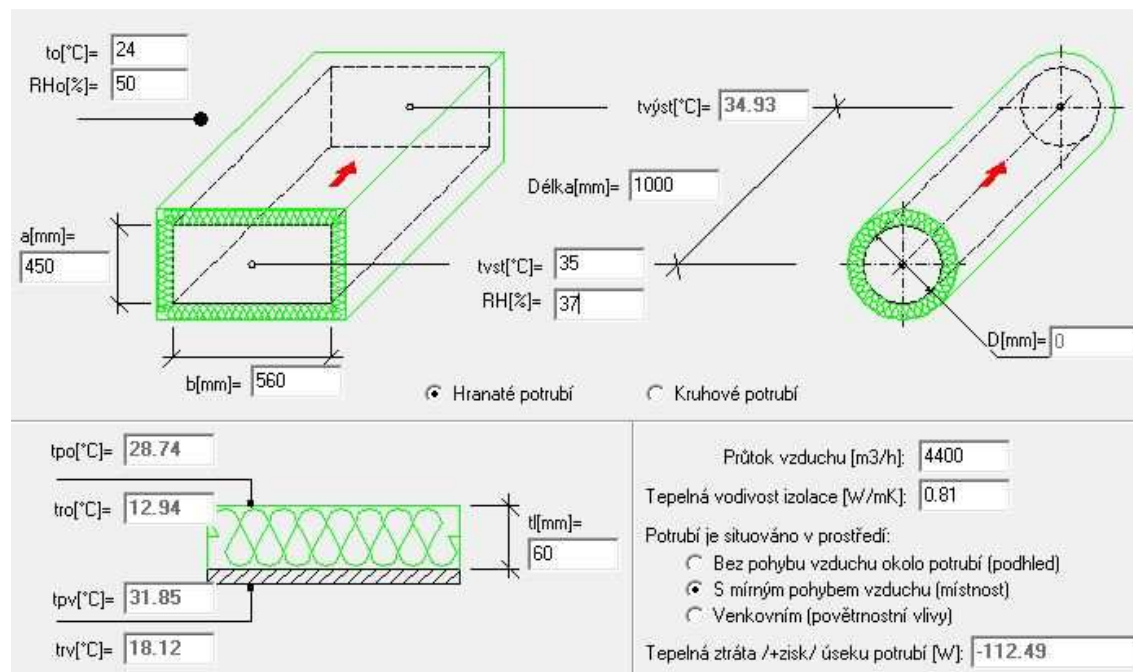 to[°C]= 24
RHo[%]= 50
tvýst[°C]= 34.93
Délka[mm]= 1000
a[mm]=
450
tvst[°C]= 35
RH[%]= 37
D[mm]= 0
b[mm]= 560
Hranaté potrubí Kruhové potrubí
tpo[°C]= 28.74
tro[°C]= 12.94
tl[mm]=
60
tpv[°C]= 31.85
trv[°C]= 18.12
Průtok vzduchu [m3/h]: 4400
Tepelná vodivost izolace [W/mK]: 0.81
Potrubí je situováno v prostředí:
Bez pohybu vzduchu okolo potrubí (podhled)
S mírným pohybem vzduchu (místnost)
Venkovním (povětrnostní vlivy)
Tepelná ztráta /+zisk/ úseku potrubí [W]: -112.49